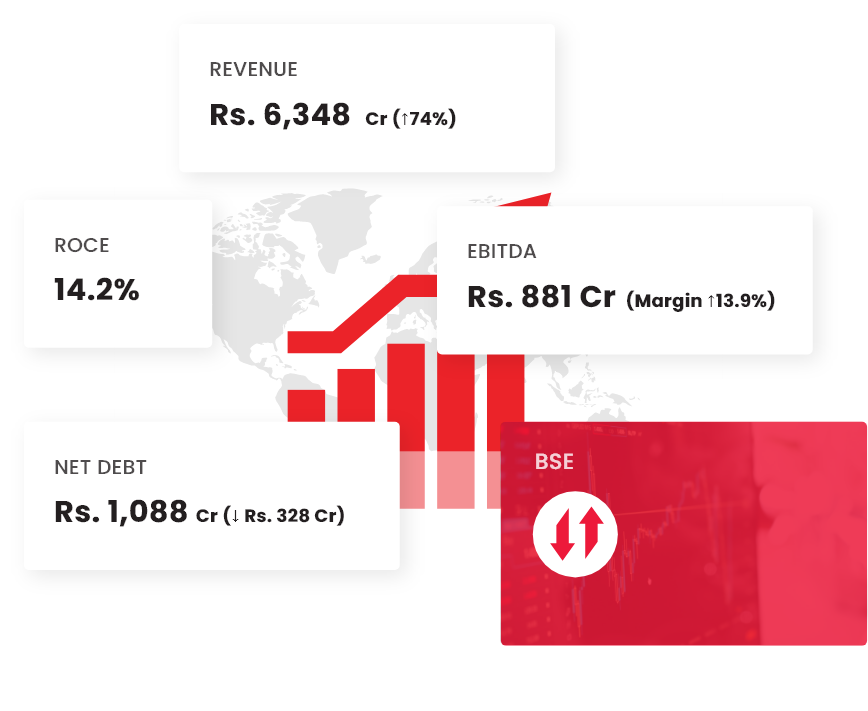 REVENUE
Rs. 6,348 Cr (↑74%)
ROCE
14.2%
EBITDA
Rs. 881 Cr (Margin ↑13.9%)
NET DEBT
Rs. 1,088 Cr (↓ Rs. 328 Cr)
BSE